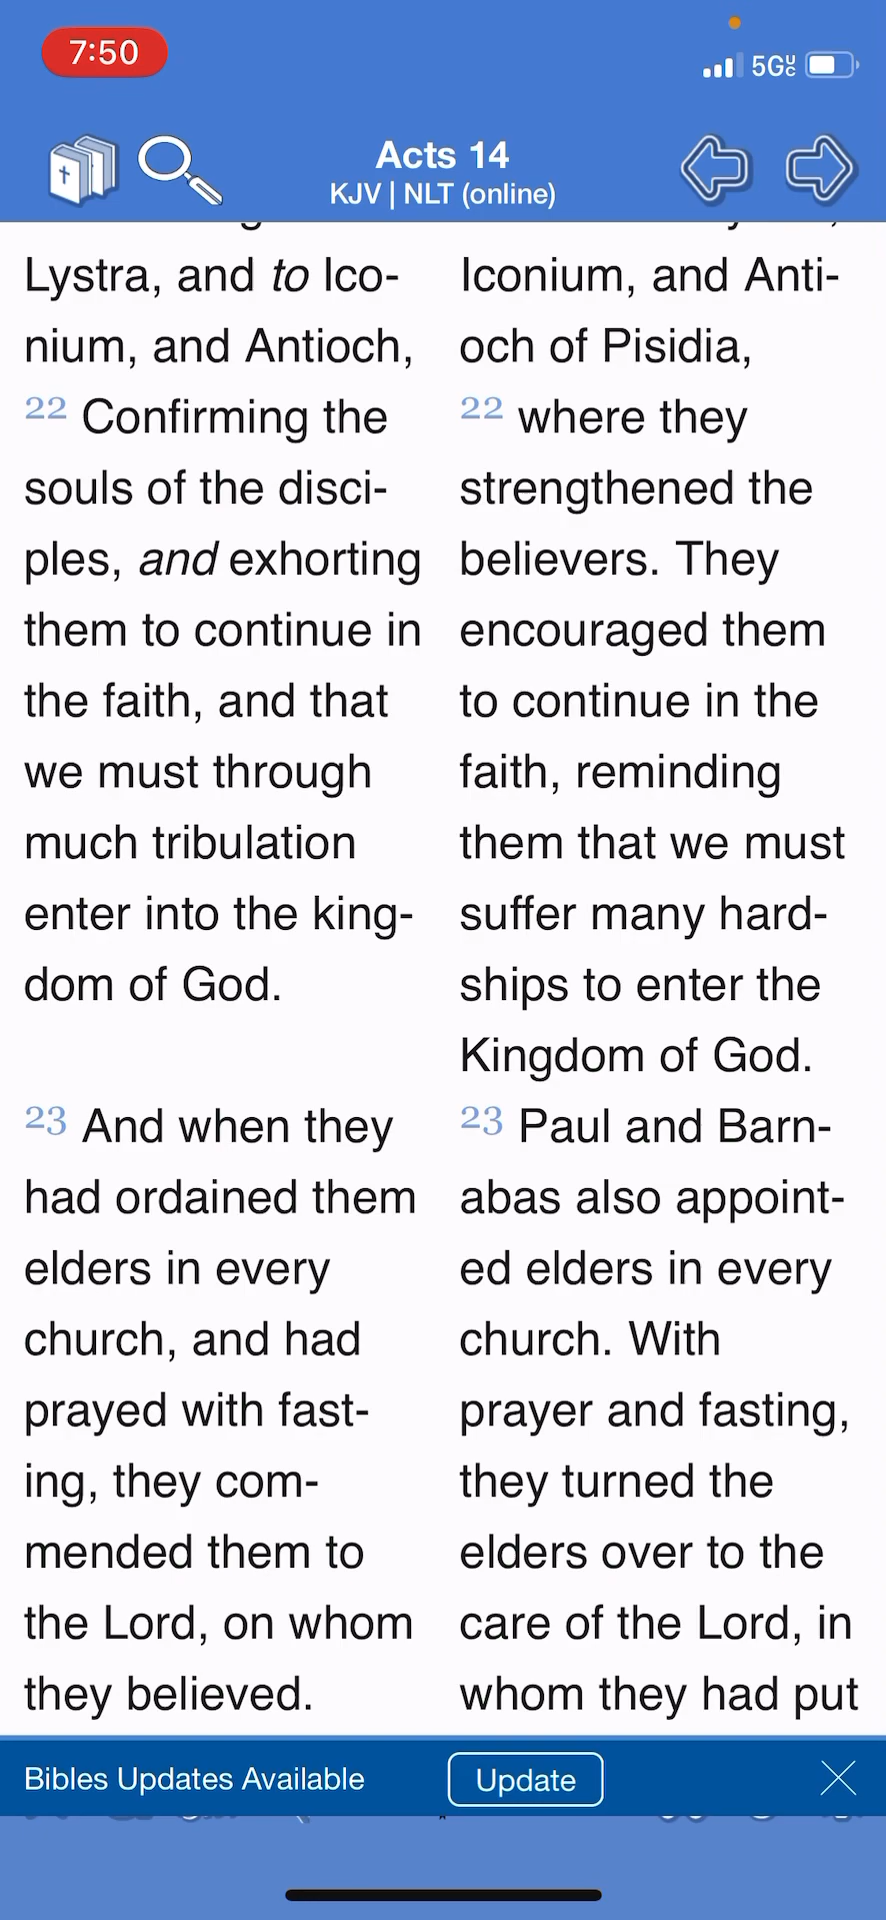 7:50
5G UC
Acts 14
KJV | NLT (online)
Lystra, and to Ico-
nium, and Antioch,
22 Confirming the
souls of the disci-
ples, and exhorting
them to continue in
the faith, and that
we must through
much tribulation
enter into the king-
dom of God.
23 And when they
had ordained them
elders in every
church, and had
prayed with fast-
ing, they com-
mended them to
the Lord, on whom
they believed.
Iconium, and Anti-
och of Pisidia,
22 where they
strengthened the
believers. They
encouraged them
to continue in the
faith, reminding
them that we must
suffer many hard-
ships to enter the
Kingdom of God.
23 Paul and Barn-
abas also appoint-
ed elders in every
church. With
prayer and fasting,
they turned the
elders over to the
care of the Lord, in
whom they had put
Bibles Updates Available
Update